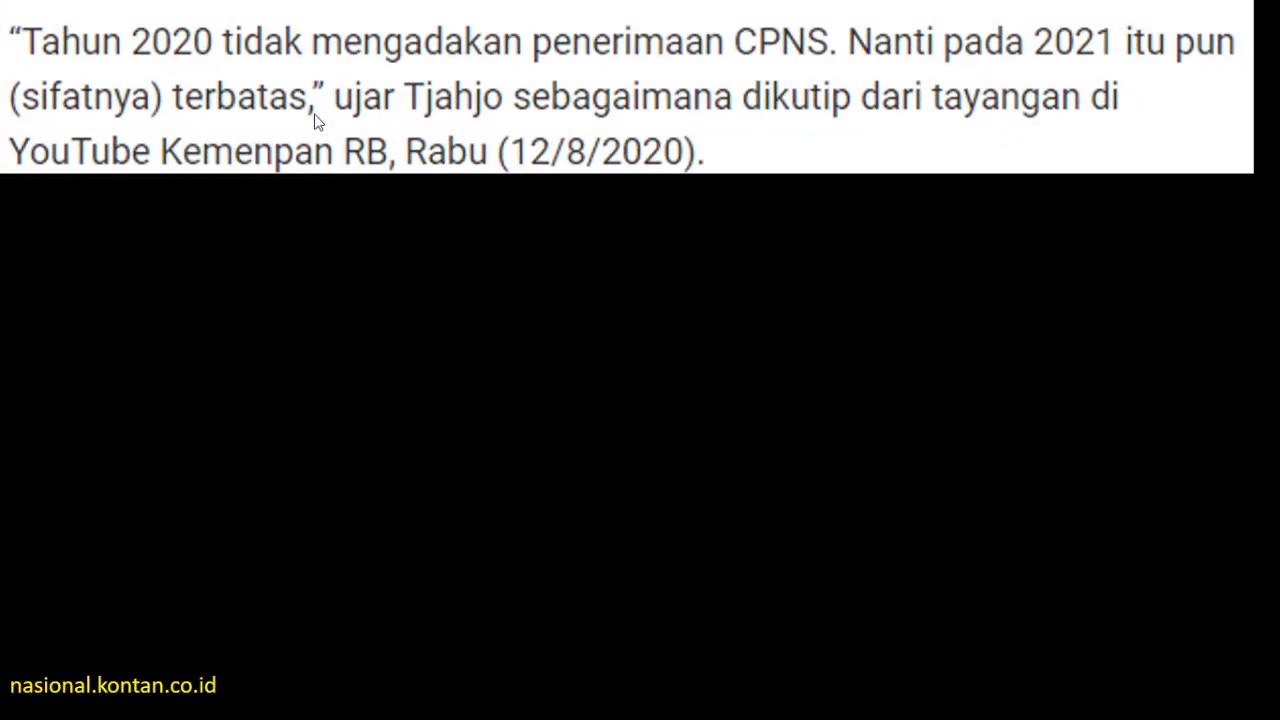 “Tahun 2020 tidak mengadakan penerimaan CPNS. Nanti pada 2021 itu pun
(sifatnya) terbatas,” ujar Tjahjo sebagaimana dikutip dari tayangan di
YouTube Kemenpan RB, Rabu (12/8/2020).
nasional.kontan.co.id